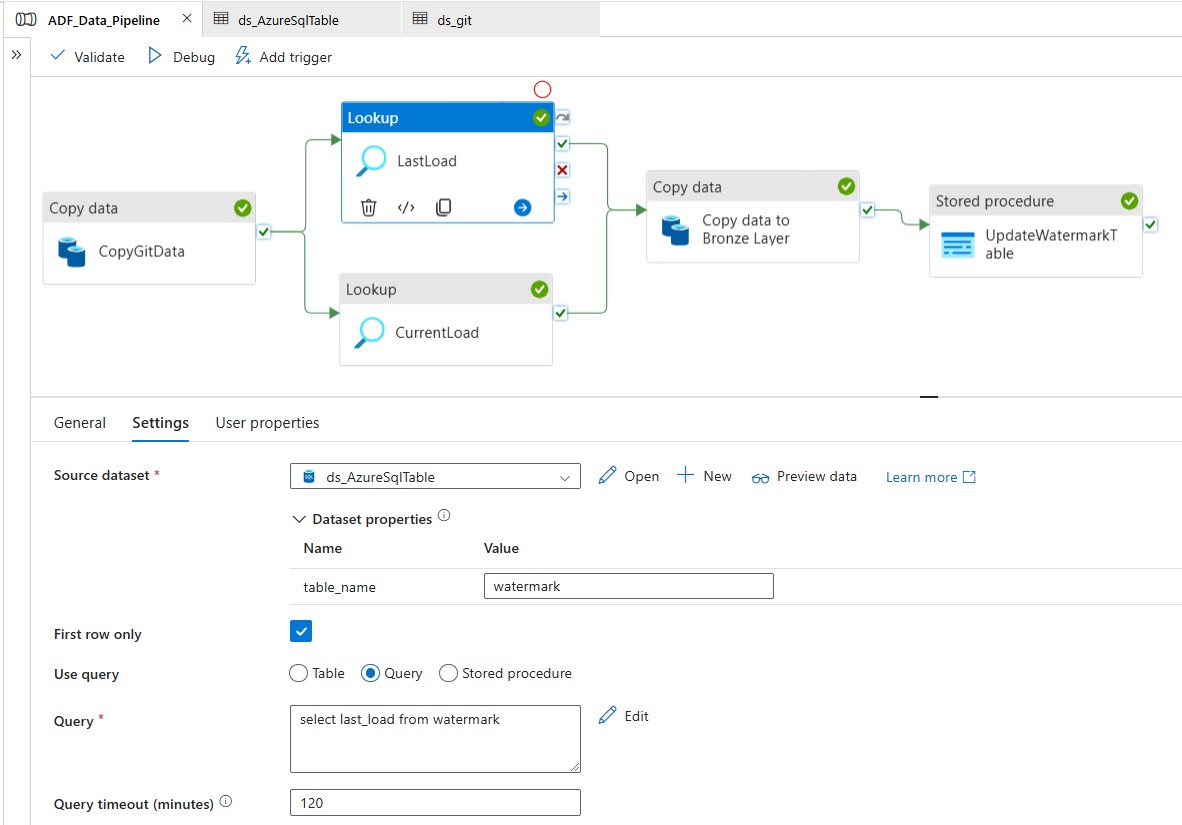 ADF_Data_Pipeline
ds_AzureSqlTable
ds_git
Validate
Debug
Add trigger
Copy data
CopyGitData
Lookup
LastLoad
Lookup
CurrentLoad
Copy data
Copy data to
Bronze Layer
Stored procedure
UpdateWatermarkT
able
General
Settings
User properties
Source dataset *
ds_AzureSqlTable
Open
New
Preview data
Learn more
Dataset properties
Name
Value
table_name
watermark
First row only
Use query
Table
Query
Stored procedure
Query *
select last_load from watermark
Edit
Query timeout (minutes)
120